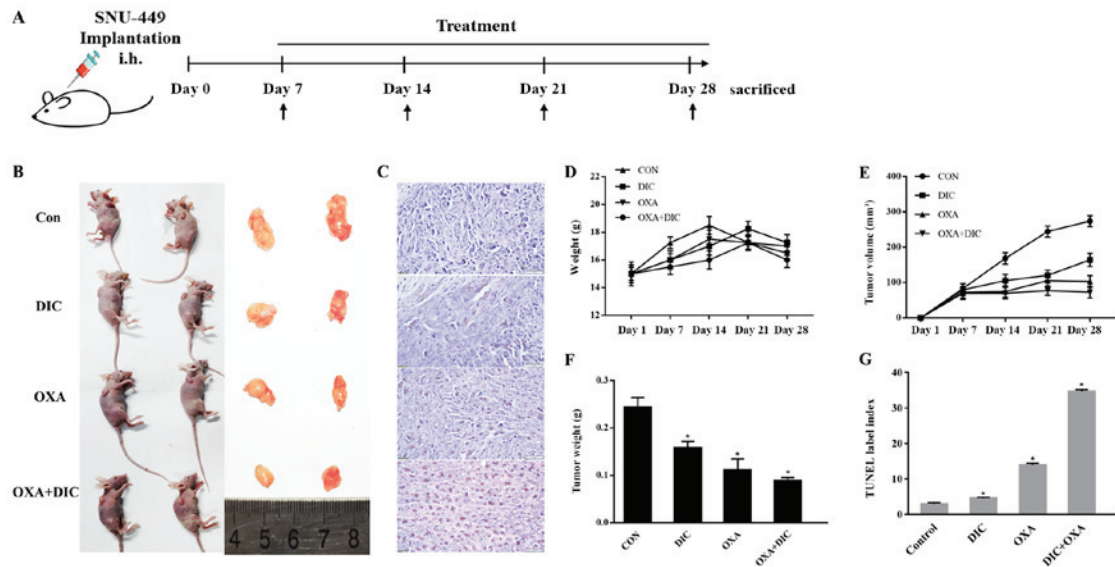 A
SNU-449
Implantation
i.h.
Treatment
Day 0
Day 7
Day 14
Day 21
Day 28
sacrificed
B
Con
DIC
OXA
OXA+DIC
4 5 6 7 8
C
D
CON
DIC
OXA
OXA+DIC
Weight (g)
22
20
18
16
14
12
Day 1 Day 7 Day 14 Day 21 Day 28
E
CON
DIC
OXA
OXA+DIC
Tumor volume (mm³)
400
300
200
100
0
Day 1 Day 7 Day 14 Day 21 Day 28
F
Tumor weight (g)
0.3
0.2
0.1
0.0
* * *
CON
DIC
OXA
OXA+DIC
G
TUNEL label index
40
30
20
10
0
* * *
Control
DIC
OXA
DIC+OXA